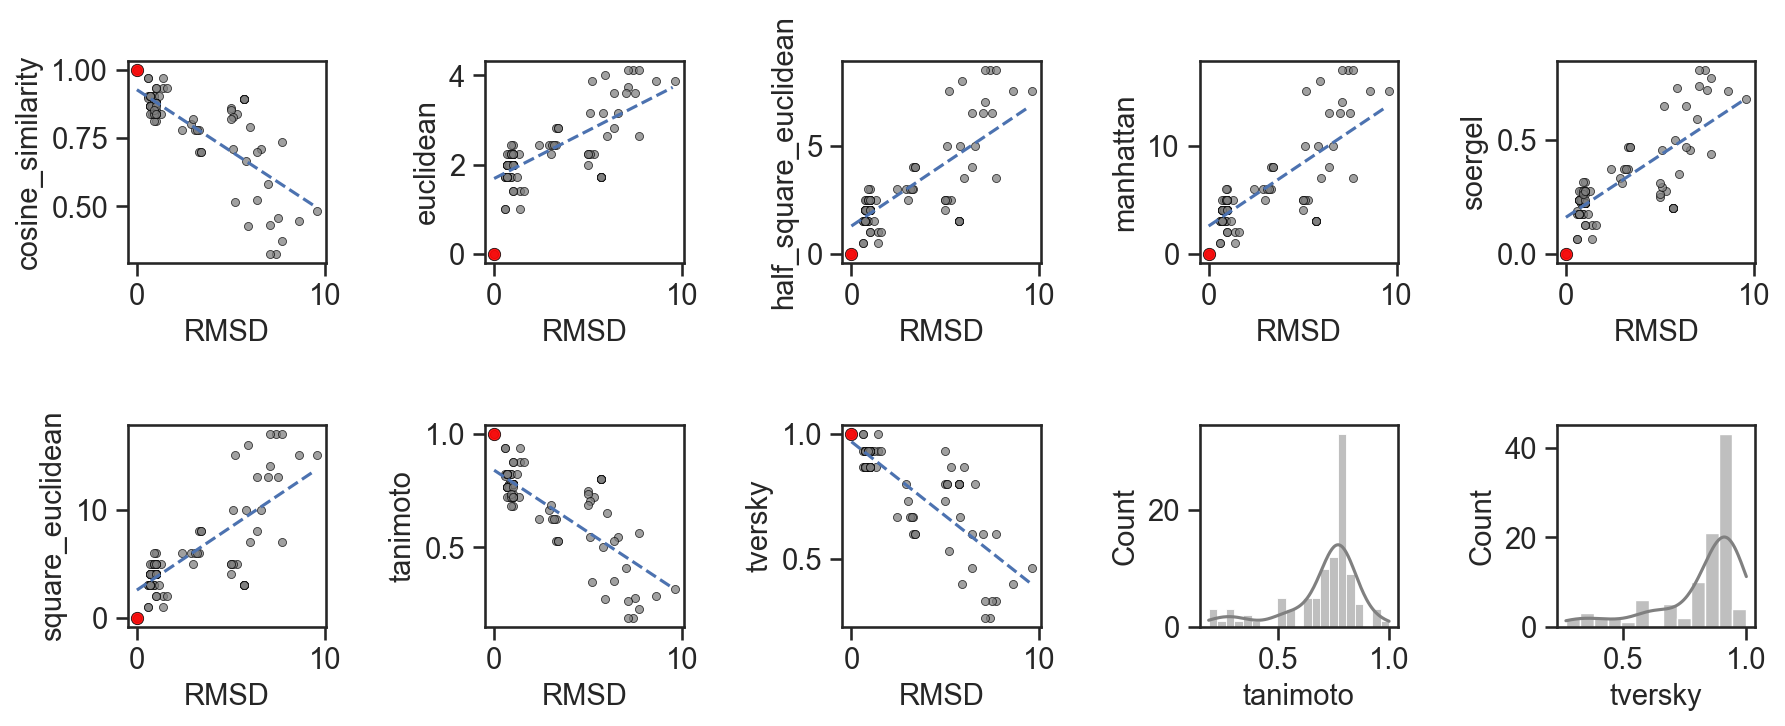 cosine_similarity
1.00
0.75
0.50
0
10
RMSD
euclidean
4
2
0
0
10
RMSD
half_square_euclidean
5
0
0
10
RMSD
manhattan
10
0
0
10
RMSD
soergel
0.5
0.0
0
10
RMSD
square_euclidean
10
0
0
10
RMSD
tanimoto
1.0
0.5
0
10
RMSD
tversky
1.0
0.5
0
10
RMSD
Count
20
0
0.5
1.0
tanimoto
Count
40
20
0
0.5
1.0
tversky